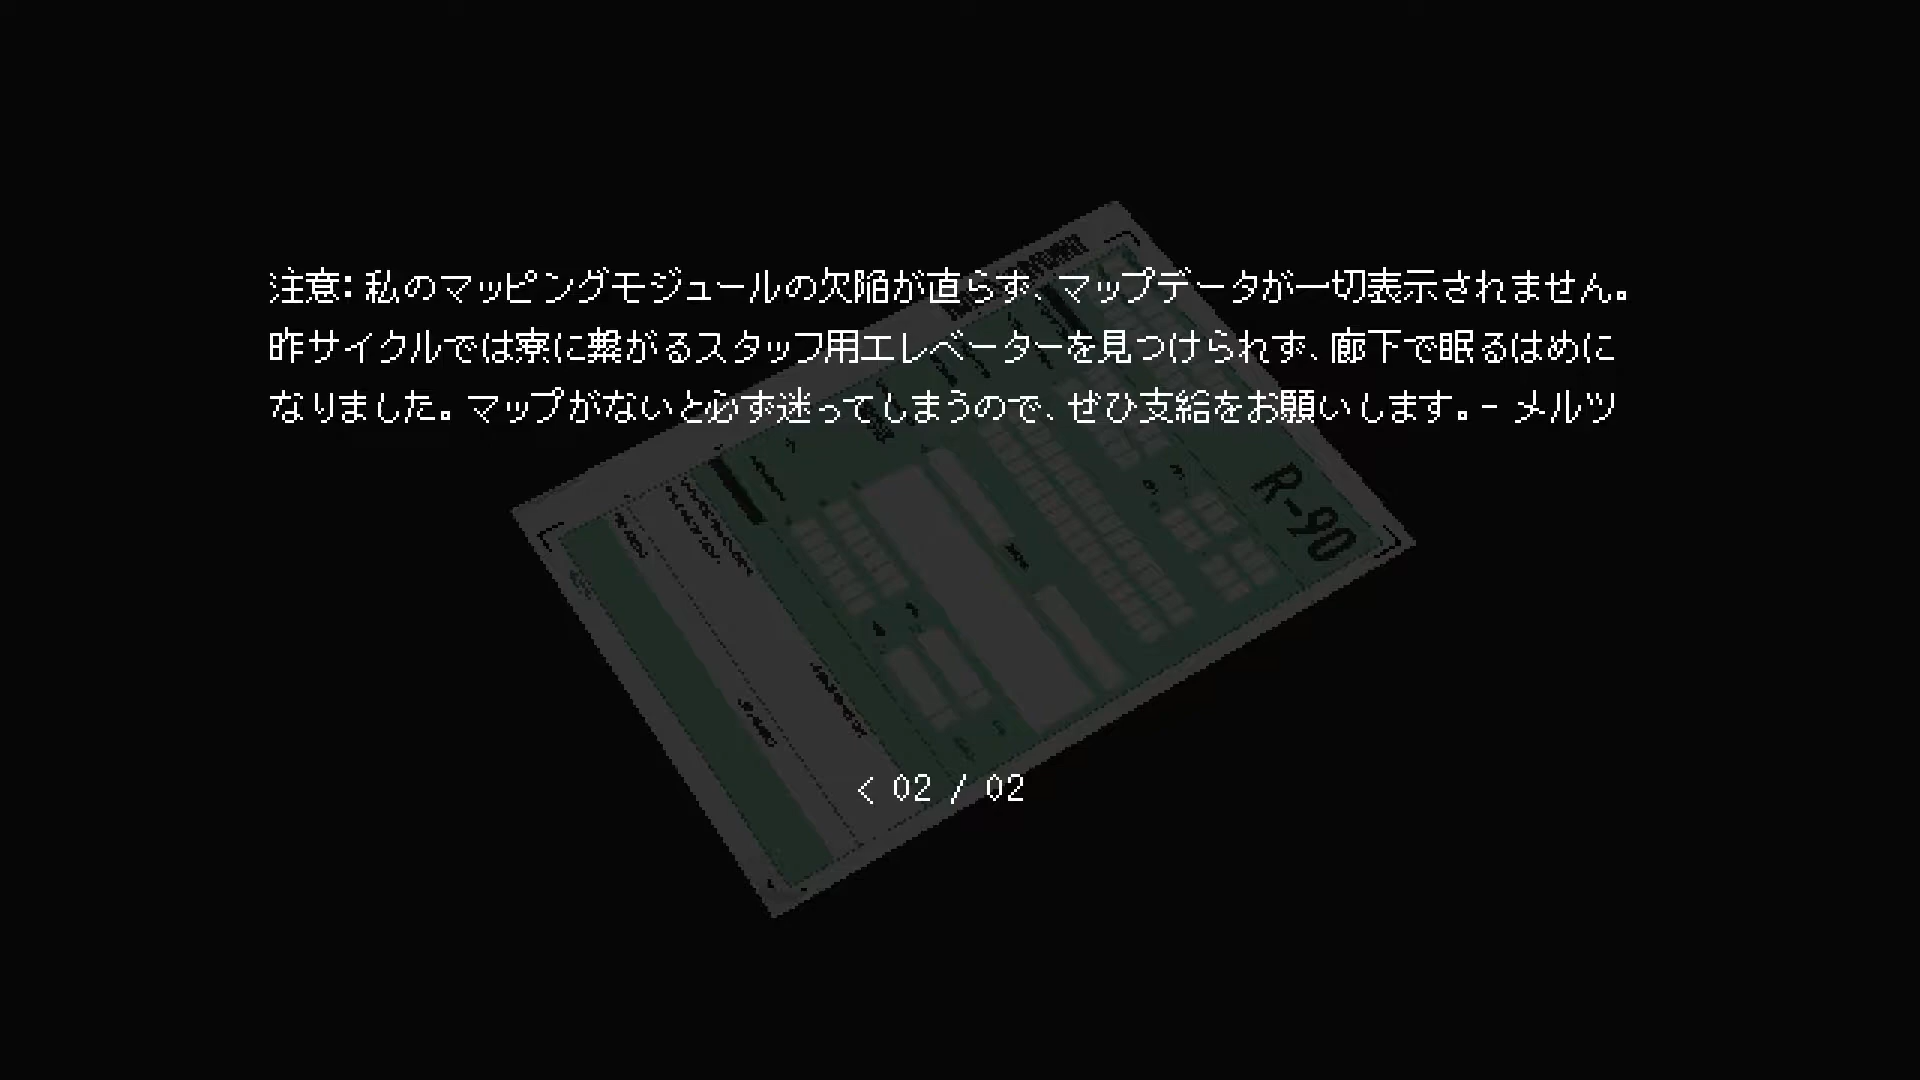 注意: 私のマッピングモジュールの欠陥が直らず、マップデータが一切表示されません。
昨サイクルでは寮に繋がるスタッフ用エレベーターを見つけられず、廊下で眠るはめに
なりました。マップがないと必ず迷ってしまうので、ぜひ支給をお願いします。- メルツ
R-90
< 02 / 02